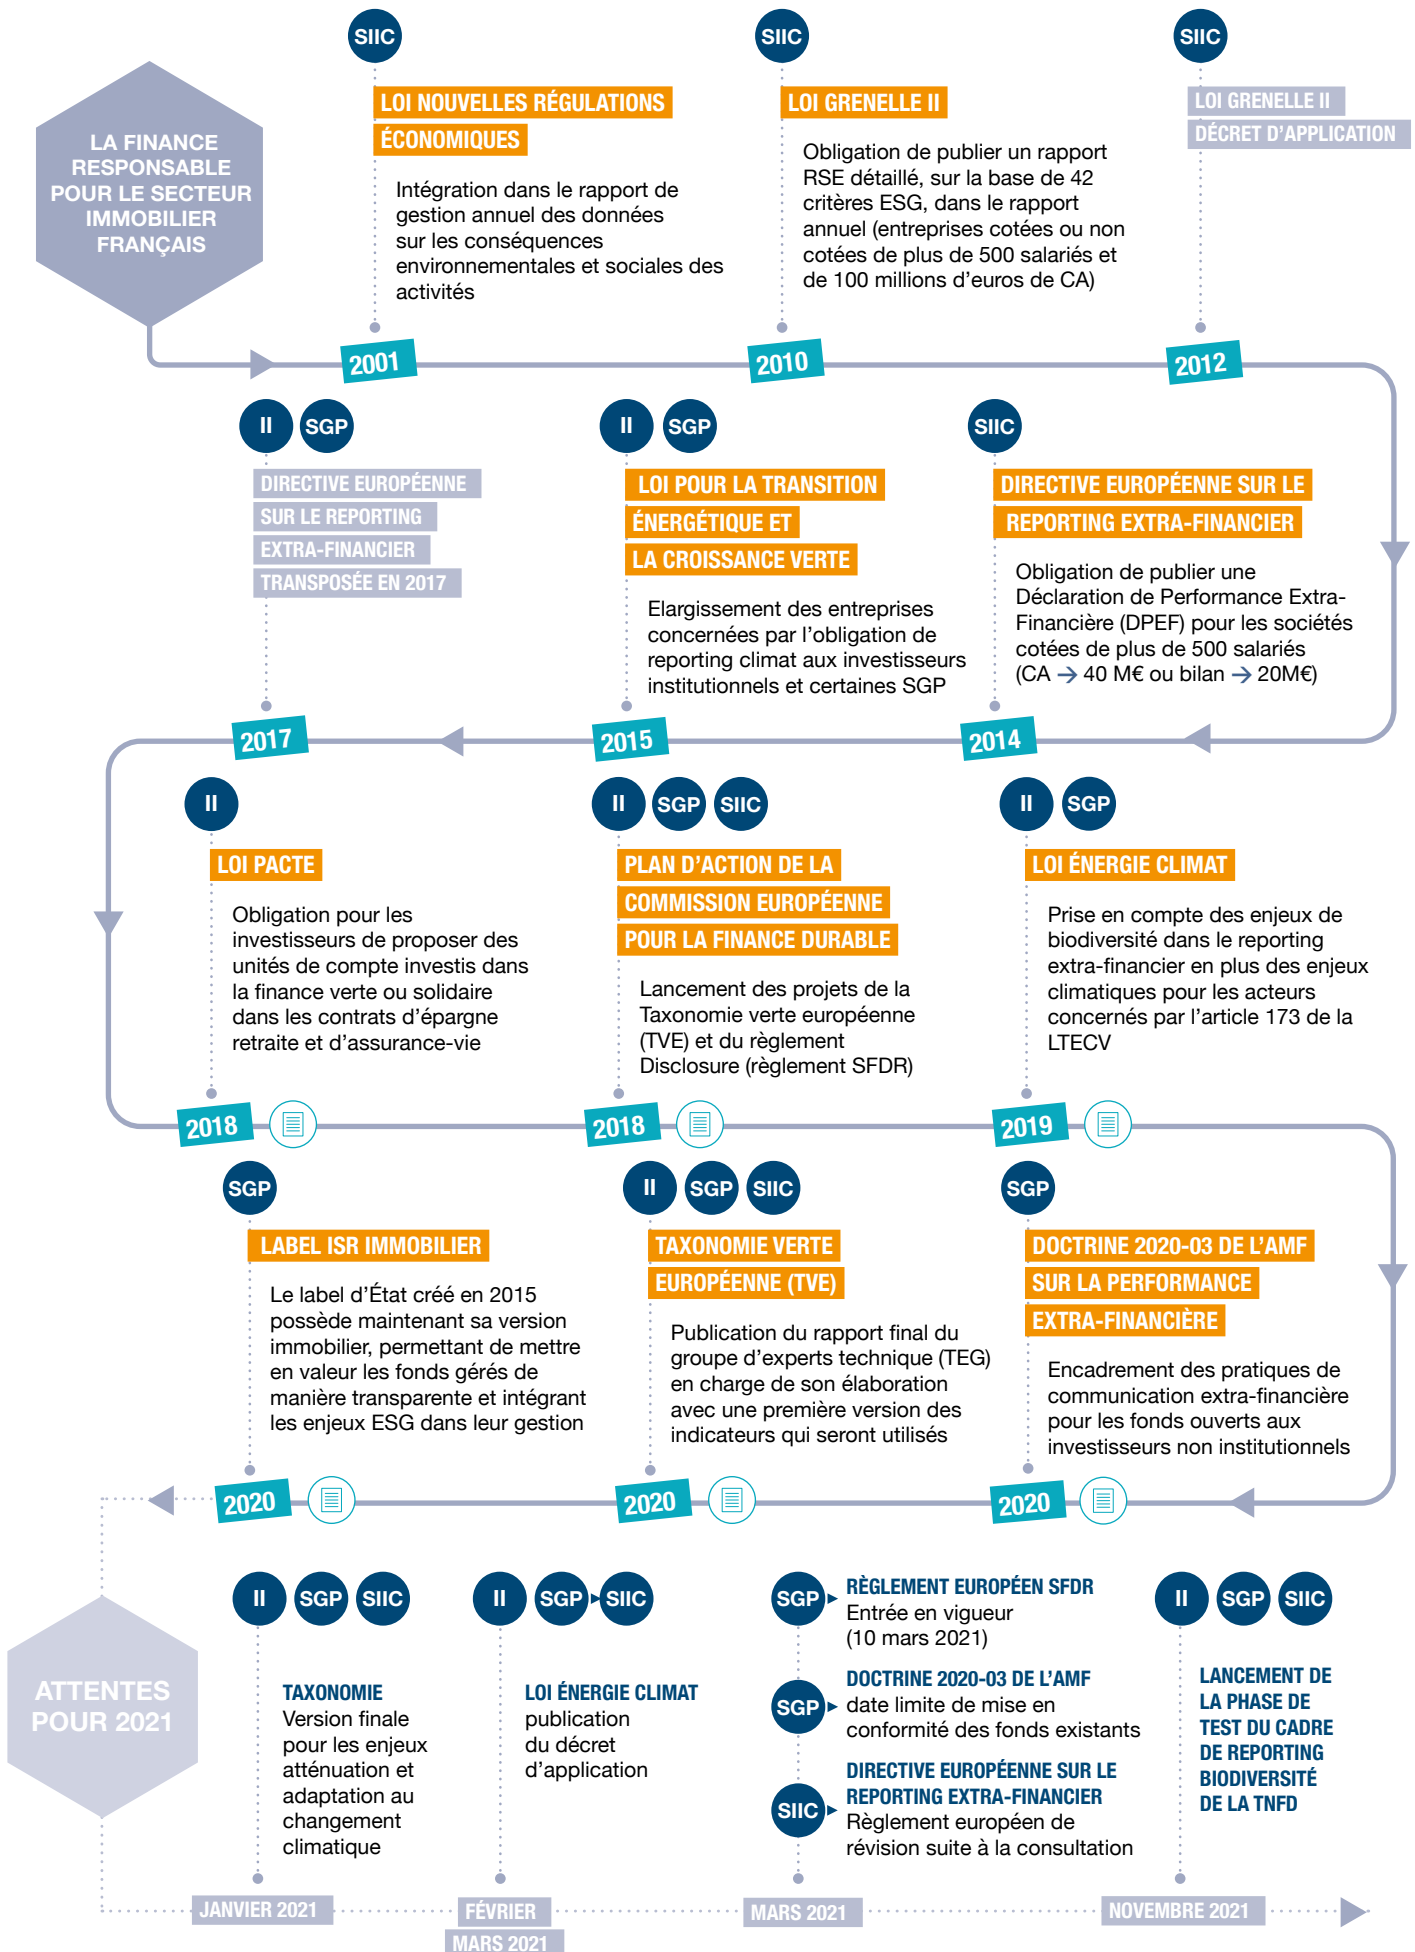 LA FINANCE
RESPONSABLE
POUR LE SECTEUR
IMMOBILIER
FRANÇAIS
SIIC
LOI NOUVELLES RÉGULATIONS
ÉCONOMIQUES
Intégration dans le rapport de
gestion annuel des données
sur les conséquences
environnementales et sociales des
activités
2001
SIIC
LOI GRENELLE II
Obligation de publier un rapport
RSE détaillé, sur la base de 42
critères ESG, dans le rapport
annuel (entreprises cotées ou non
cotées de plus de 500 salariés et
de 100 millions d’euros de CA)
2010
SIIC
LOI GRENELLE II
DÉCRET D’APPLICATION
2012
II SGP
DIRECTIVE EUROPÉENNE
SUR LE REPORTING
EXTRA-FINANCIER
TRANSPOSÉE EN 2017
2017
II SGP
LOI POUR LA TRANSITION
ÉNERGÉTIQUE ET
LA CROISSANCE VERTE
Elargissement des entreprises
concernées par l’obligation de
reporting climat aux investisseurs
institutionnels et certaines SGP
2015
SIIC
DIRECTIVE EUROPÉENNE SUR LE
REPORTING EXTRA-FINANCIER
Obligation de publier une
Déclaration de Performance Extra-
Financière (DPEF) pour les sociétés
cotées de plus de 500 salariés
(CA → 40 M€ ou bilan → 20M€)
2014
II
LOI PACTE
Obligation pour les
investisseurs de proposer des
unités de compte investis dans
la finance verte ou solidaire
dans les contrats d’épargne
retraite et d’assurance-vie
2018
II SGP SIIC
PLAN D’ACTION DE LA
COMMISSION EUROPÉENNE
POUR LA FINANCE DURABLE
Lancement des projets de la
Taxonomie verte européenne
(TVE) et du règlement
Disclosure (règlement SFDR)
2018
II SGP
LOI ÉNERGIE CLIMAT
Prise en compte des enjeux de
biodiversité dans le reporting
extra-financier en plus des enjeux
climatiques pour les acteurs
concernés par l’article 173 de la
LTECV
2019
SGP
LABEL ISR IMMOBILIER
Le label d’État créé en 2015
possède maintenant sa version
immobilier, permettant de mettre
en valeur les fonds gérés de
manière transparente et intégrant
les enjeux ESG dans leur gestion
2020
II SGP SIIC
TAXONOMIE VERTE
EUROPÉENNE (TVE)
Publication du rapport final du
groupe d’experts technique (TEG)
en charge de son élaboration
avec une première version des
indicateurs qui seront utilisés
2020
SGP
DOCTRINE 2020-03 DE L’AMF
SUR LA PERFORMANCE
EXTRA-FINANCIÈRE
Encadrement des pratiques de
communication extra-financière
pour les fonds ouverts aux
investisseurs non institutionnels
2020
ATTENTES
POUR 2021
II SGP SIIC
TAXONOMIE
Version finale
pour les enjeux
atténuation et
adaptation au
changement
climatique
JANVIER 2021
II SGP SIIC
LOI ÉNERGIE CLIMAT
publication
du décret
d’application
FÉVRIER
MARS 2021
SGP
RÈGLEMENT EUROPÉEN SFDR
Entrée en vigueur
(10 mars 2021)
SGP
DOCTRINE 2020-03 DE L’AMF
date limite de mise en
conformité des fonds existants
SIIC
DIRECTIVE EUROPÉENNE SUR LE
REPORTING EXTRA-FINANCIER
Règlement européen de
révision suite à la consultation
MARS 2021
II SGP SIIC
LANCEMENT DE
LA PHASE DE
TEST DU CADRE
DE REPORTING
BIODIVERSITÉ
DE LA TNFD
NOVEMBRE 2021